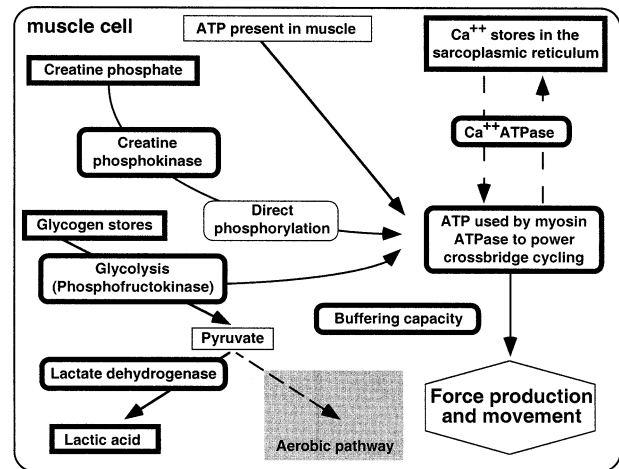 muscle cell
ATP present in muscle
Ca++ stores in the
sarcoplasmic reticulum
Creatine phosphate
Ca++ATPase
Creatine
phosphokinase
Direct
phosphorylation
Glycogen stores
ATP used by myosin
ATPase to power
crossbridge cycling
Glycolysis
(Phosphofructokinase)
Buffering capacity
Pyruvate
Lactate dehydrogenase
Force production
and movement
Lactic acid
Aerobic pathway